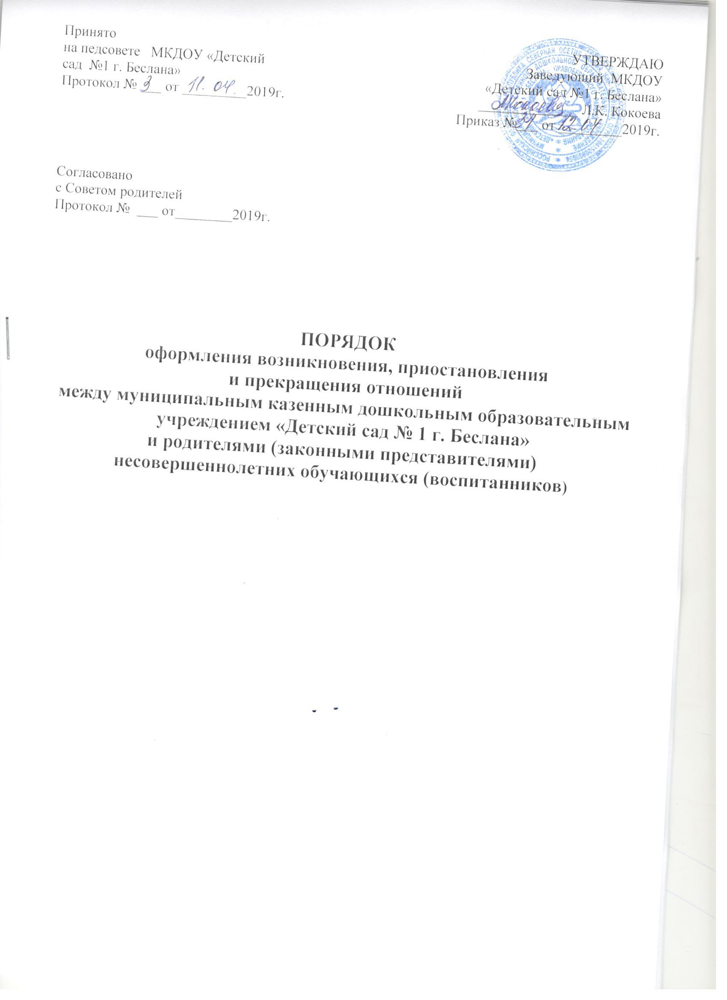 Принято
на педсовете МКДОУ «Детский
сад №1 г. Беслана»
Протокол № 3 от 11. 04. 2019г.
УТВЕРЖДАЮ
Заведующий МКДОУ
«Детский сад №1 г. Беслана»
Л.К. Кокоева
Приказ № от 12 04 2019г.
Согласовано
с Советом родителей
Протокол № ___ от________2019г.
ПОРЯДОК
оформления возникновения, приостановления
и прекращения отношений
между муниципальным казенным дошкольным образовательным
учреждением «Детский сад № 1 г. Беслана»
и родителями (законными представителями)
несовершеннолетних обучающихся (воспитанников)